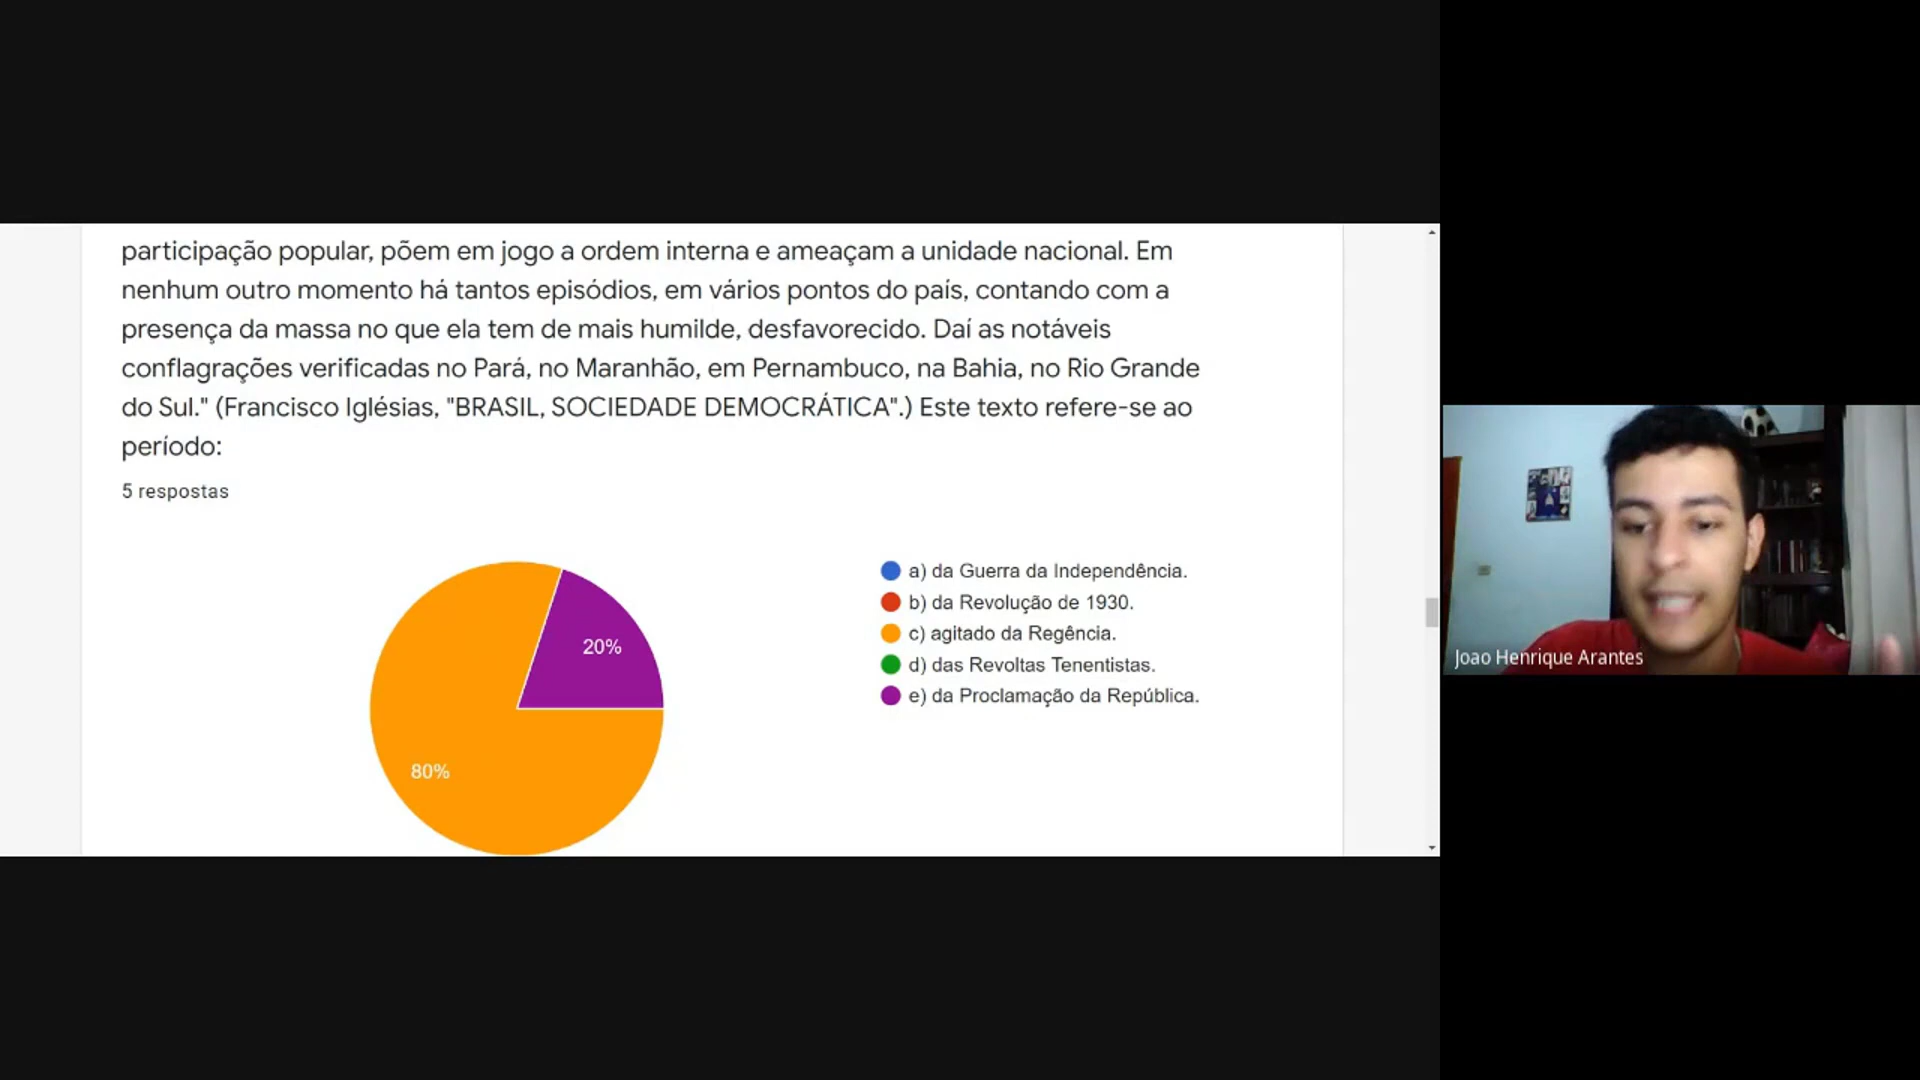 participação popular, põem em jogo a ordem interna e ameaçam a unidade nacional. Em
nenhum outro momento há tantos episódios, em vários pontos do país, contando com a
presença da massa no que ela tem de mais humilde, desfavorecido. Daí as notáveis
conflagrações verificadas no Pará, no Maranhão, em Pernambuco, na Bahia, no Rio Grande
do Sul." (Francisco Iglésias, "BRASIL, SOCIEDADE DEMOCRÁTICA".) Este texto refere-se ao
período:
5 respostas
20%
80%
a) da Guerra da Independência.
b) da Revolução de 1930.
c) agitado da Regência.
d) das Revoltas Tenentistas.
e) da Proclamação da República.
Joao Henrique Arantes